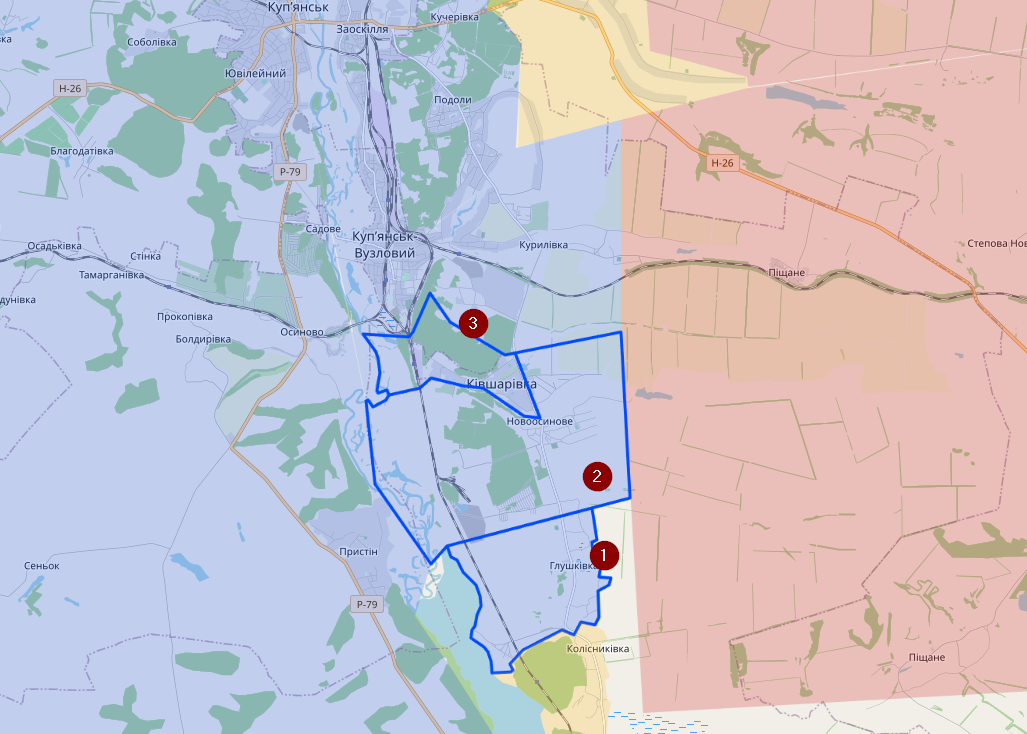 Куп'янськ
Кучерівка
Заоскілля
Соболівка
Ювілейний
Н-26
Подоли
Благодатівка
Н-26
Р-79
Садове
Куп'янськ-
Вузловий
Курилівка
Степова Нов
Осадьківка
Стінка
Тамарганівка
Піщане
дунівка
Прокопівка
3
Осиново
Болдирівка
Ківшарівка
Новоосинове
2
Пристін
1
Сеньок
Глушківка
Р-79
Колісниківка
Піщане